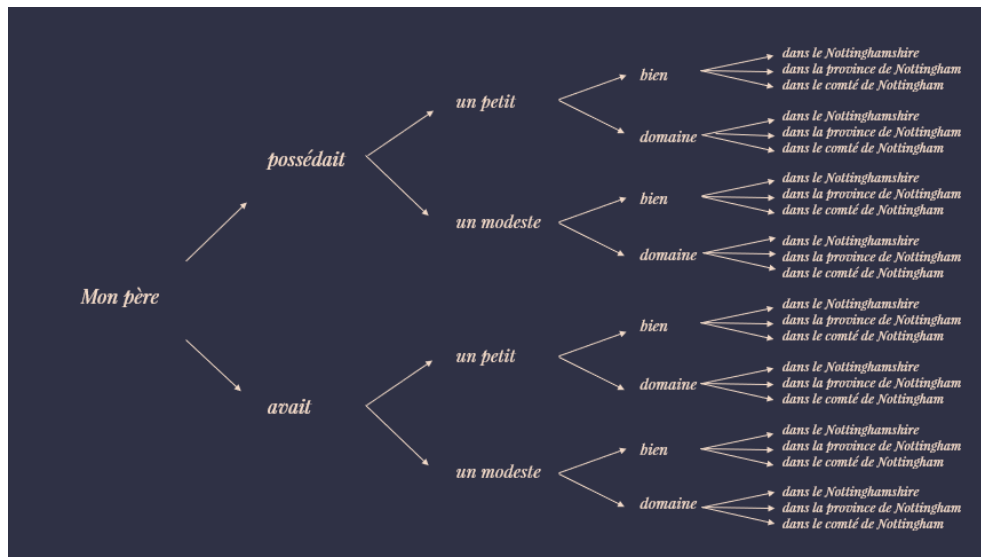 dans le Nottinghamshire
dans la province de Nottingham
dans le comté de Nottingham
bien
un petit
dans le Nottinghamshire
dans la province de Nottingham
dans le comté de Nottingham
domaine
possédait
dans le Nottinghamshire
dans la province de Nottingham
dans le comté de Nottingham
bien
un modeste
dans le Nottinghamshire
dans la province de Nottingham
dans le comté de Nottingham
domaine
Mon père
dans le Nottinghamshire
dans la province de Nottingham
dans le comté de Nottingham
bien
un petit
dans le Nottinghamshire
dans la province de Nottingham
dans le comté de Nottingham
domaine
avait
dans le Nottinghamshire
dans la province de Nottingham
dans le comté de Nottingham
bien
un modeste
dans le Nottinghamshire
dans la province de Nottingham
dans le comté de Nottingham
domaine